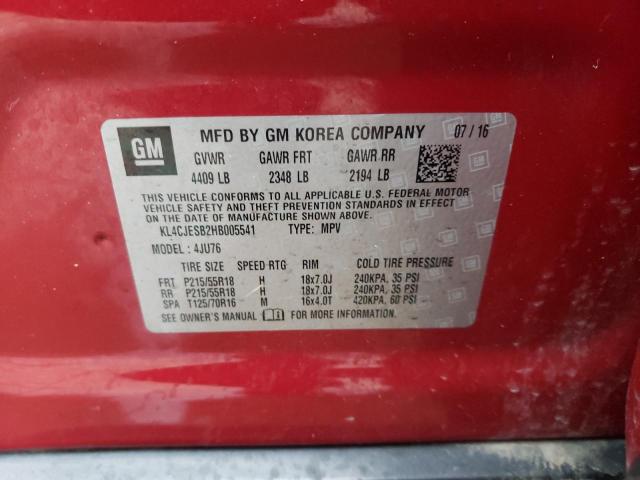 GM
MFD BY GM KOREA COMPANY 07/16
GVWR GAWR FRT GAWR RR
4409 LB 2348 LB 2194 LB
THIS VEHICLE CONFORMS TO ALL APPLICABLE U.S. FEDERAL MOTOR
VEHICLE SAFETY AND THEFT PREVENTION STANDARDS IN EFFECT
ON THE DATE OF MANUFACTURE SHOWN ABOVE.
KL4CJESB2HB005541 TYPE: MPV
MODEL: 4JU76
TIRE SIZE SPEED RTG RIM COLD TIRE PRESSURE
FRT P215/55R18 H 18x7.0J 240KPA, 35 PSI
RR P215/55R18 H 18x7.0J 240KPA, 35 PSI
SPA T125/70R16 M 16x4.0T 420KPA, 60 PSI
SEE OWNER'S MANUAL FOR MORE INFORMATION